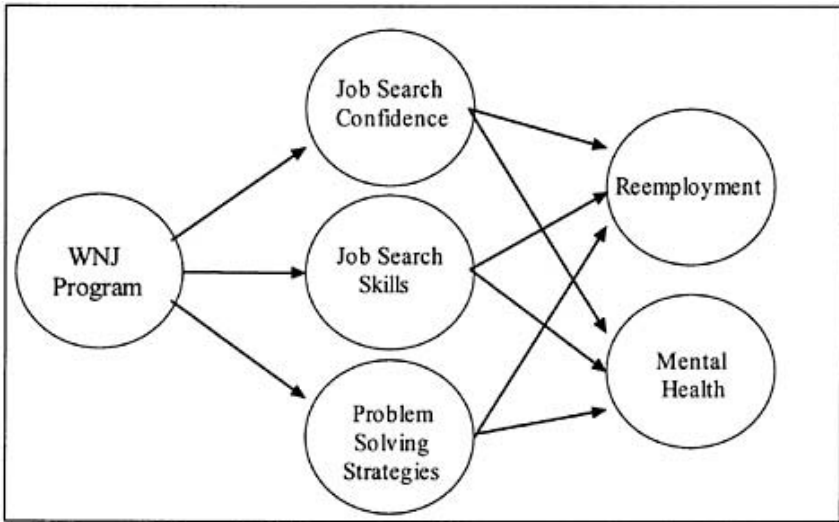 Job Search
Confidence
Reemployment
WNJ
Program
Job Search
Skills
Mental
Health
Problem
Solving
Strategies